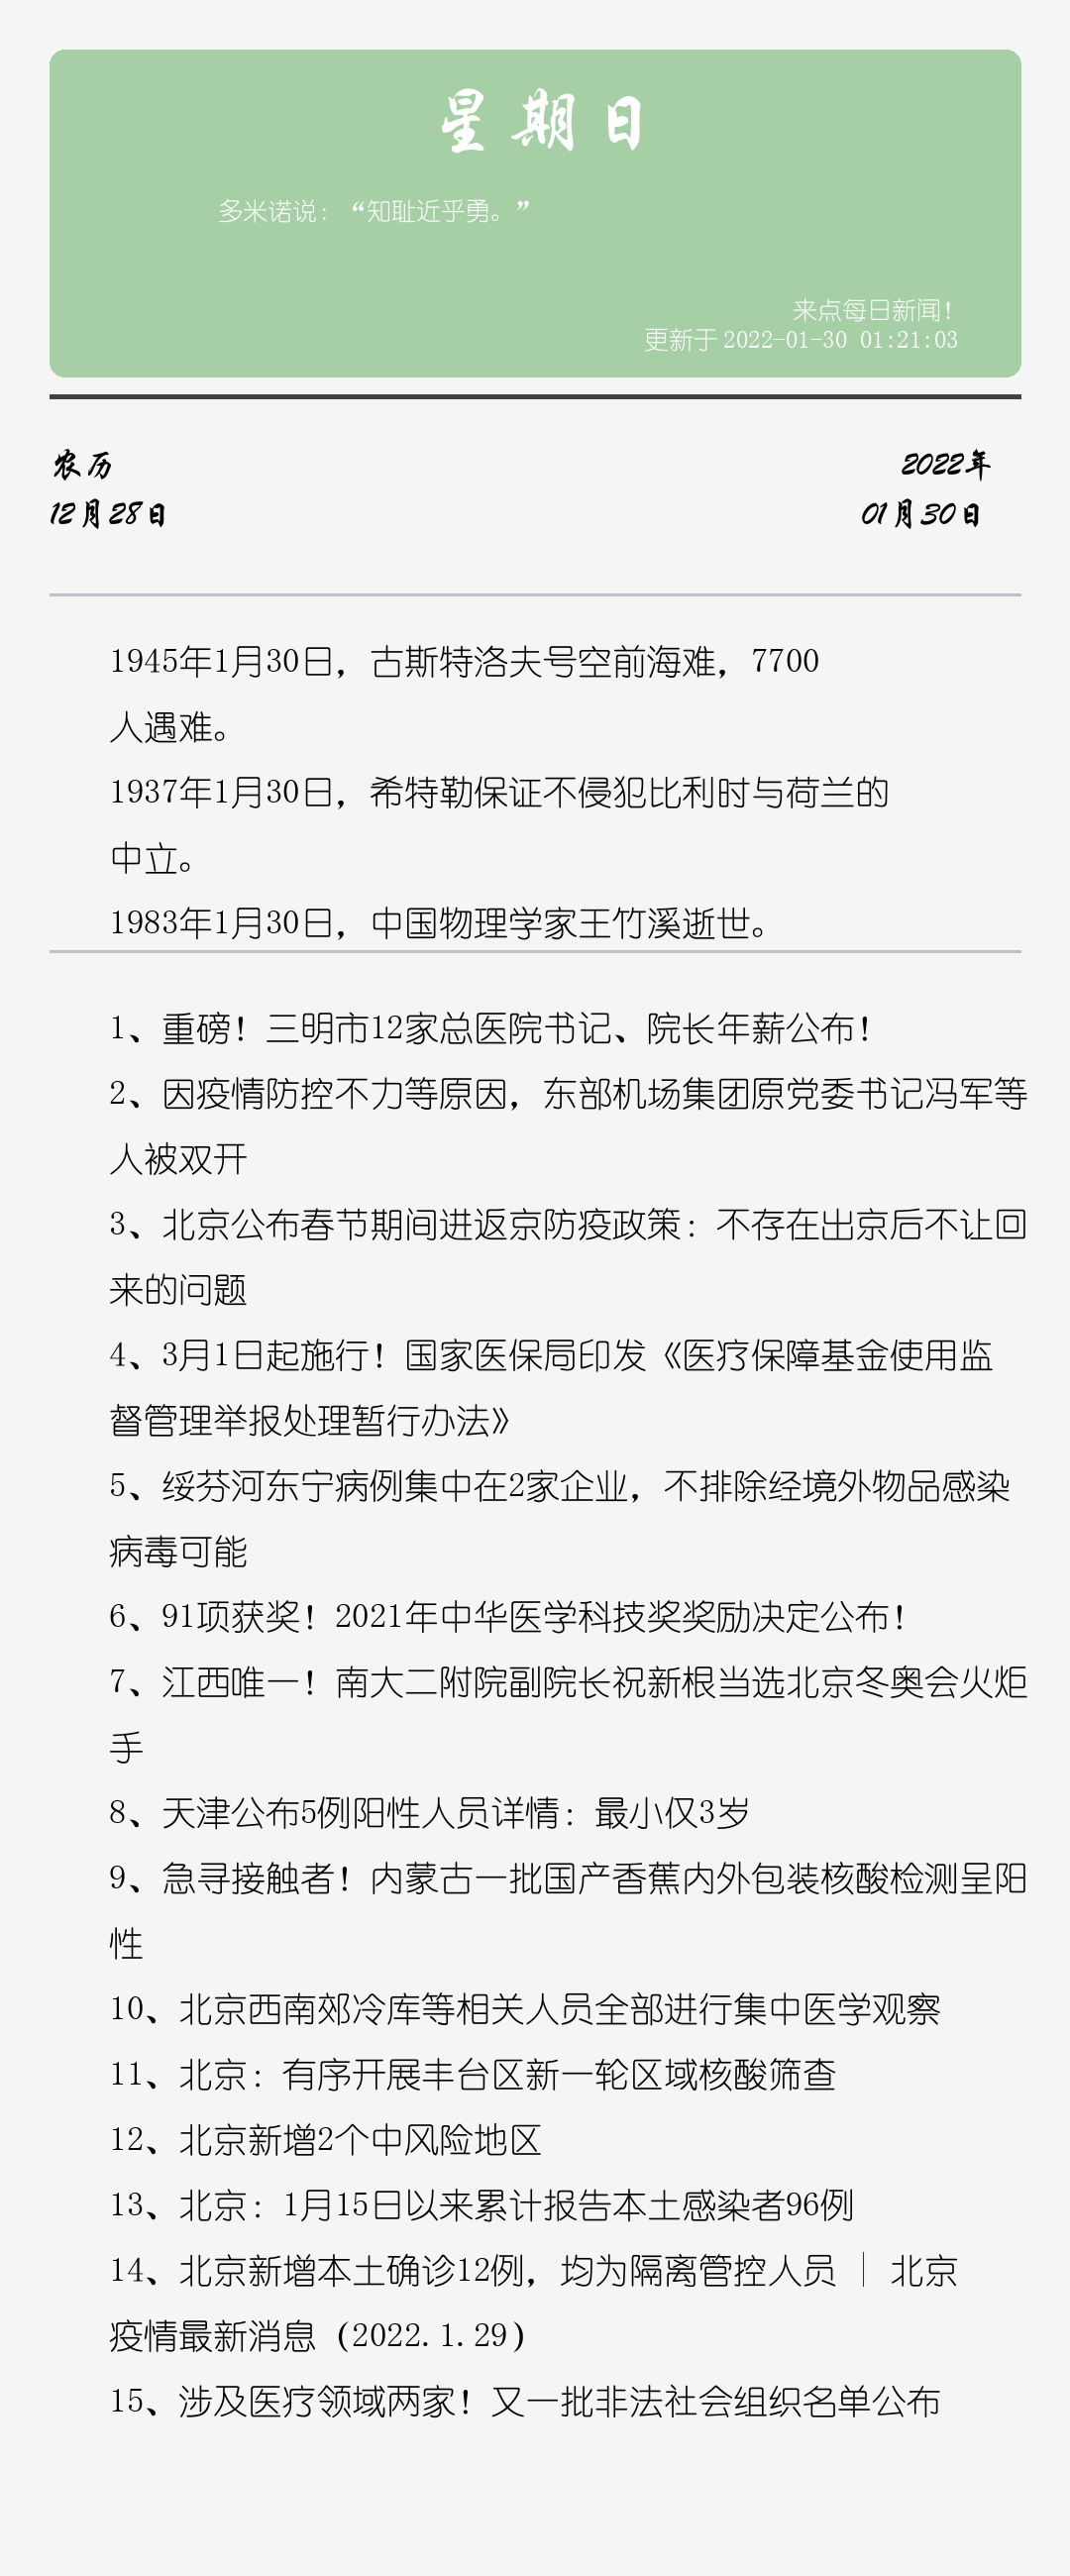 星期日
多米诺说：“知耻近乎勇。”
来点每日新闻！
更新于 2022-01-30 01:21:03
农历
2022年
12月28日
01月30日
1945年1月30日，古斯特洛夫号空前海难，7700
人遇难。
1937年1月30日，希特勒保证不侵犯比利时与荷兰的
中立。
1983年1月30日，中国物理学家王竹溪逝世。
1、重磅！三明市12家总医院书记、院长年薪公布！
2、因疫情防控不力等原因，东部机场集团原党委书记冯军等
人被双开
3、北京公布春节期间进返京防疫政策：不存在出京后不让回
来的问题
4、3月1日起施行！国家医保局印发《医疗保障基金使用监
督管理举报处理暂行办法》
5、绥芬河东宁病例集中在2家企业，不排除经境外物品感染
病毒可能
6、91项获奖！2021年中华医学科技奖奖励决定公布！
7、江西唯一！南大二附院副院长祝新根当选北京冬奥会火炬
手
8、天津公布5例阳性人员详情：最小仅3岁
9、急寻接触者！内蒙古一批国产香蕉内外包装核酸检测呈阳
性
10、北京西南郊冷库等相关人员全部进行集中医学观察
11、北京：有序开展丰台区新一轮区域核酸筛查
12、北京新增2个中风险地区
13、北京：1月15日以来累计报告本土感染者96例
14、北京新增本土确诊12例，均为隔离管控人员 | 北京
疫情最新消息（2022.1.29）
15、涉及医疗领域两家！又一批非法社会组织名单公布